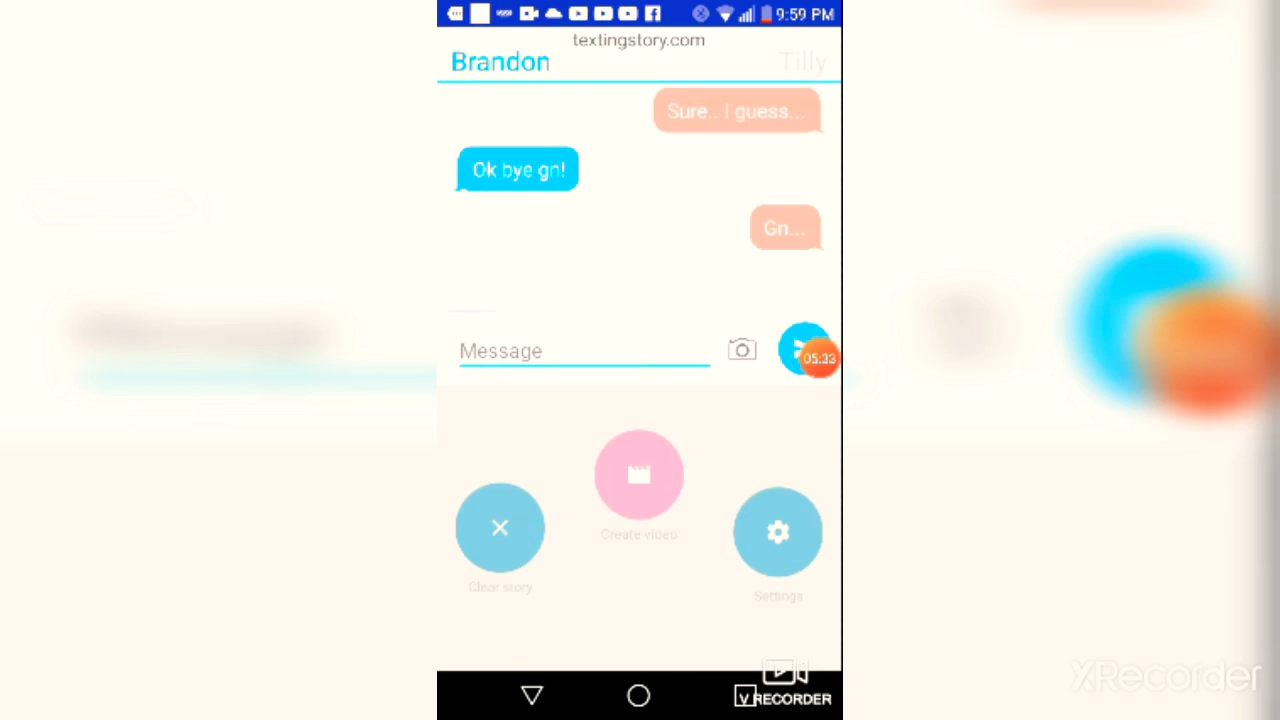 9:59 PM
textingstory.com
Brandon
Tilly
Sure.. I guess...
Ok bye gn!
Gn...
Message
05:33
Create video
Clear story
Settings
V RECORDER
XRecorder